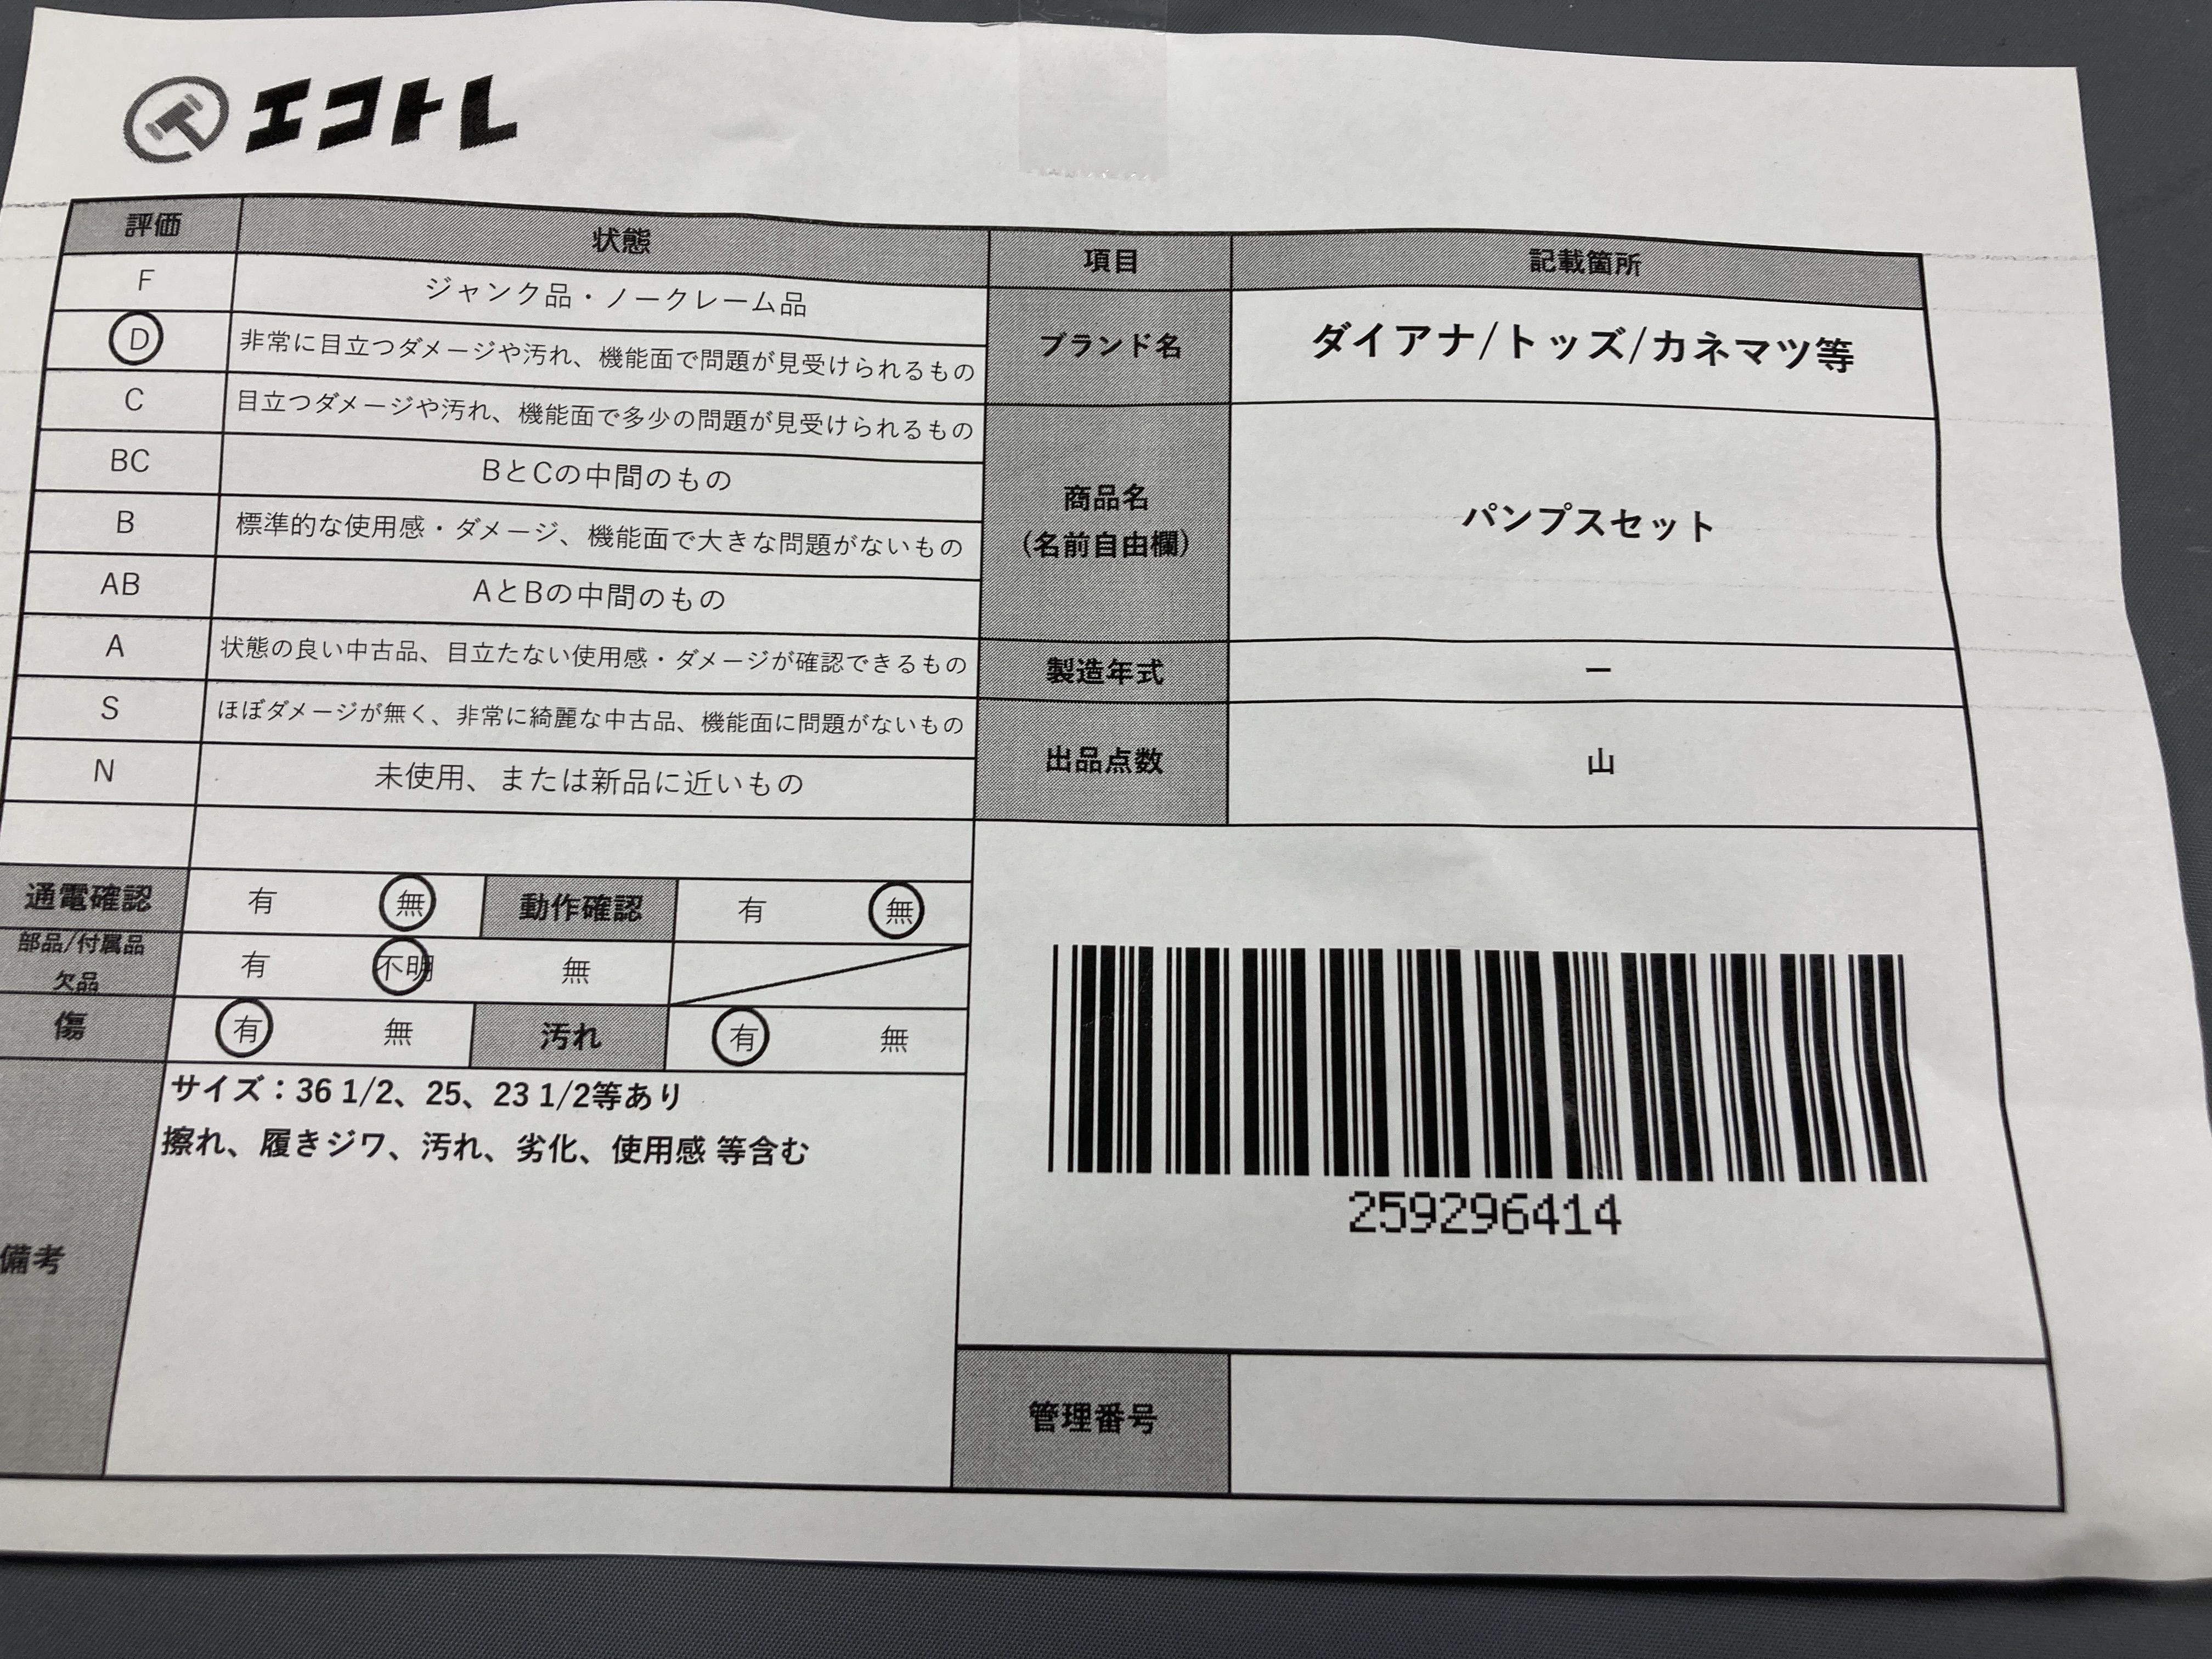 エコトレ
評価 状態
F ジャンク品・ノークレーム品
D 非常に目立つダメージや汚れ、機能面で問題が見受けられるもの
C 目立つダメージや汚れ、機能面で多少の問題が見受けられるもの
BC BとCの中間のもの
B 標準的な使用感・ダメージ、機能面で大きな問題がないもの
AB AとBの中間のもの
A 状態の良い中古品、目立たない使用感・ダメージが確認できるもの
S ほぼダメージが無く、非常に綺麗な中古品、機能面に問題がないもの
N 未使用、または新品に近いもの
通電確認 有 無 動作確認 有 無
部品/付属品
欠品 有 不明 無
傷 有 無 汚れ 有 無
備考
サイズ：36 1/2、25、23 1/2等あり
擦れ、履きジワ、汚れ、劣化、使用感 等含む
項目 記載箇所
ブランド名 ダイアナ/トッズ/カネマツ等
商品名
（名前自由欄） パンプスセット
製造年式 ー
出品点数 山
259296414
管理番号